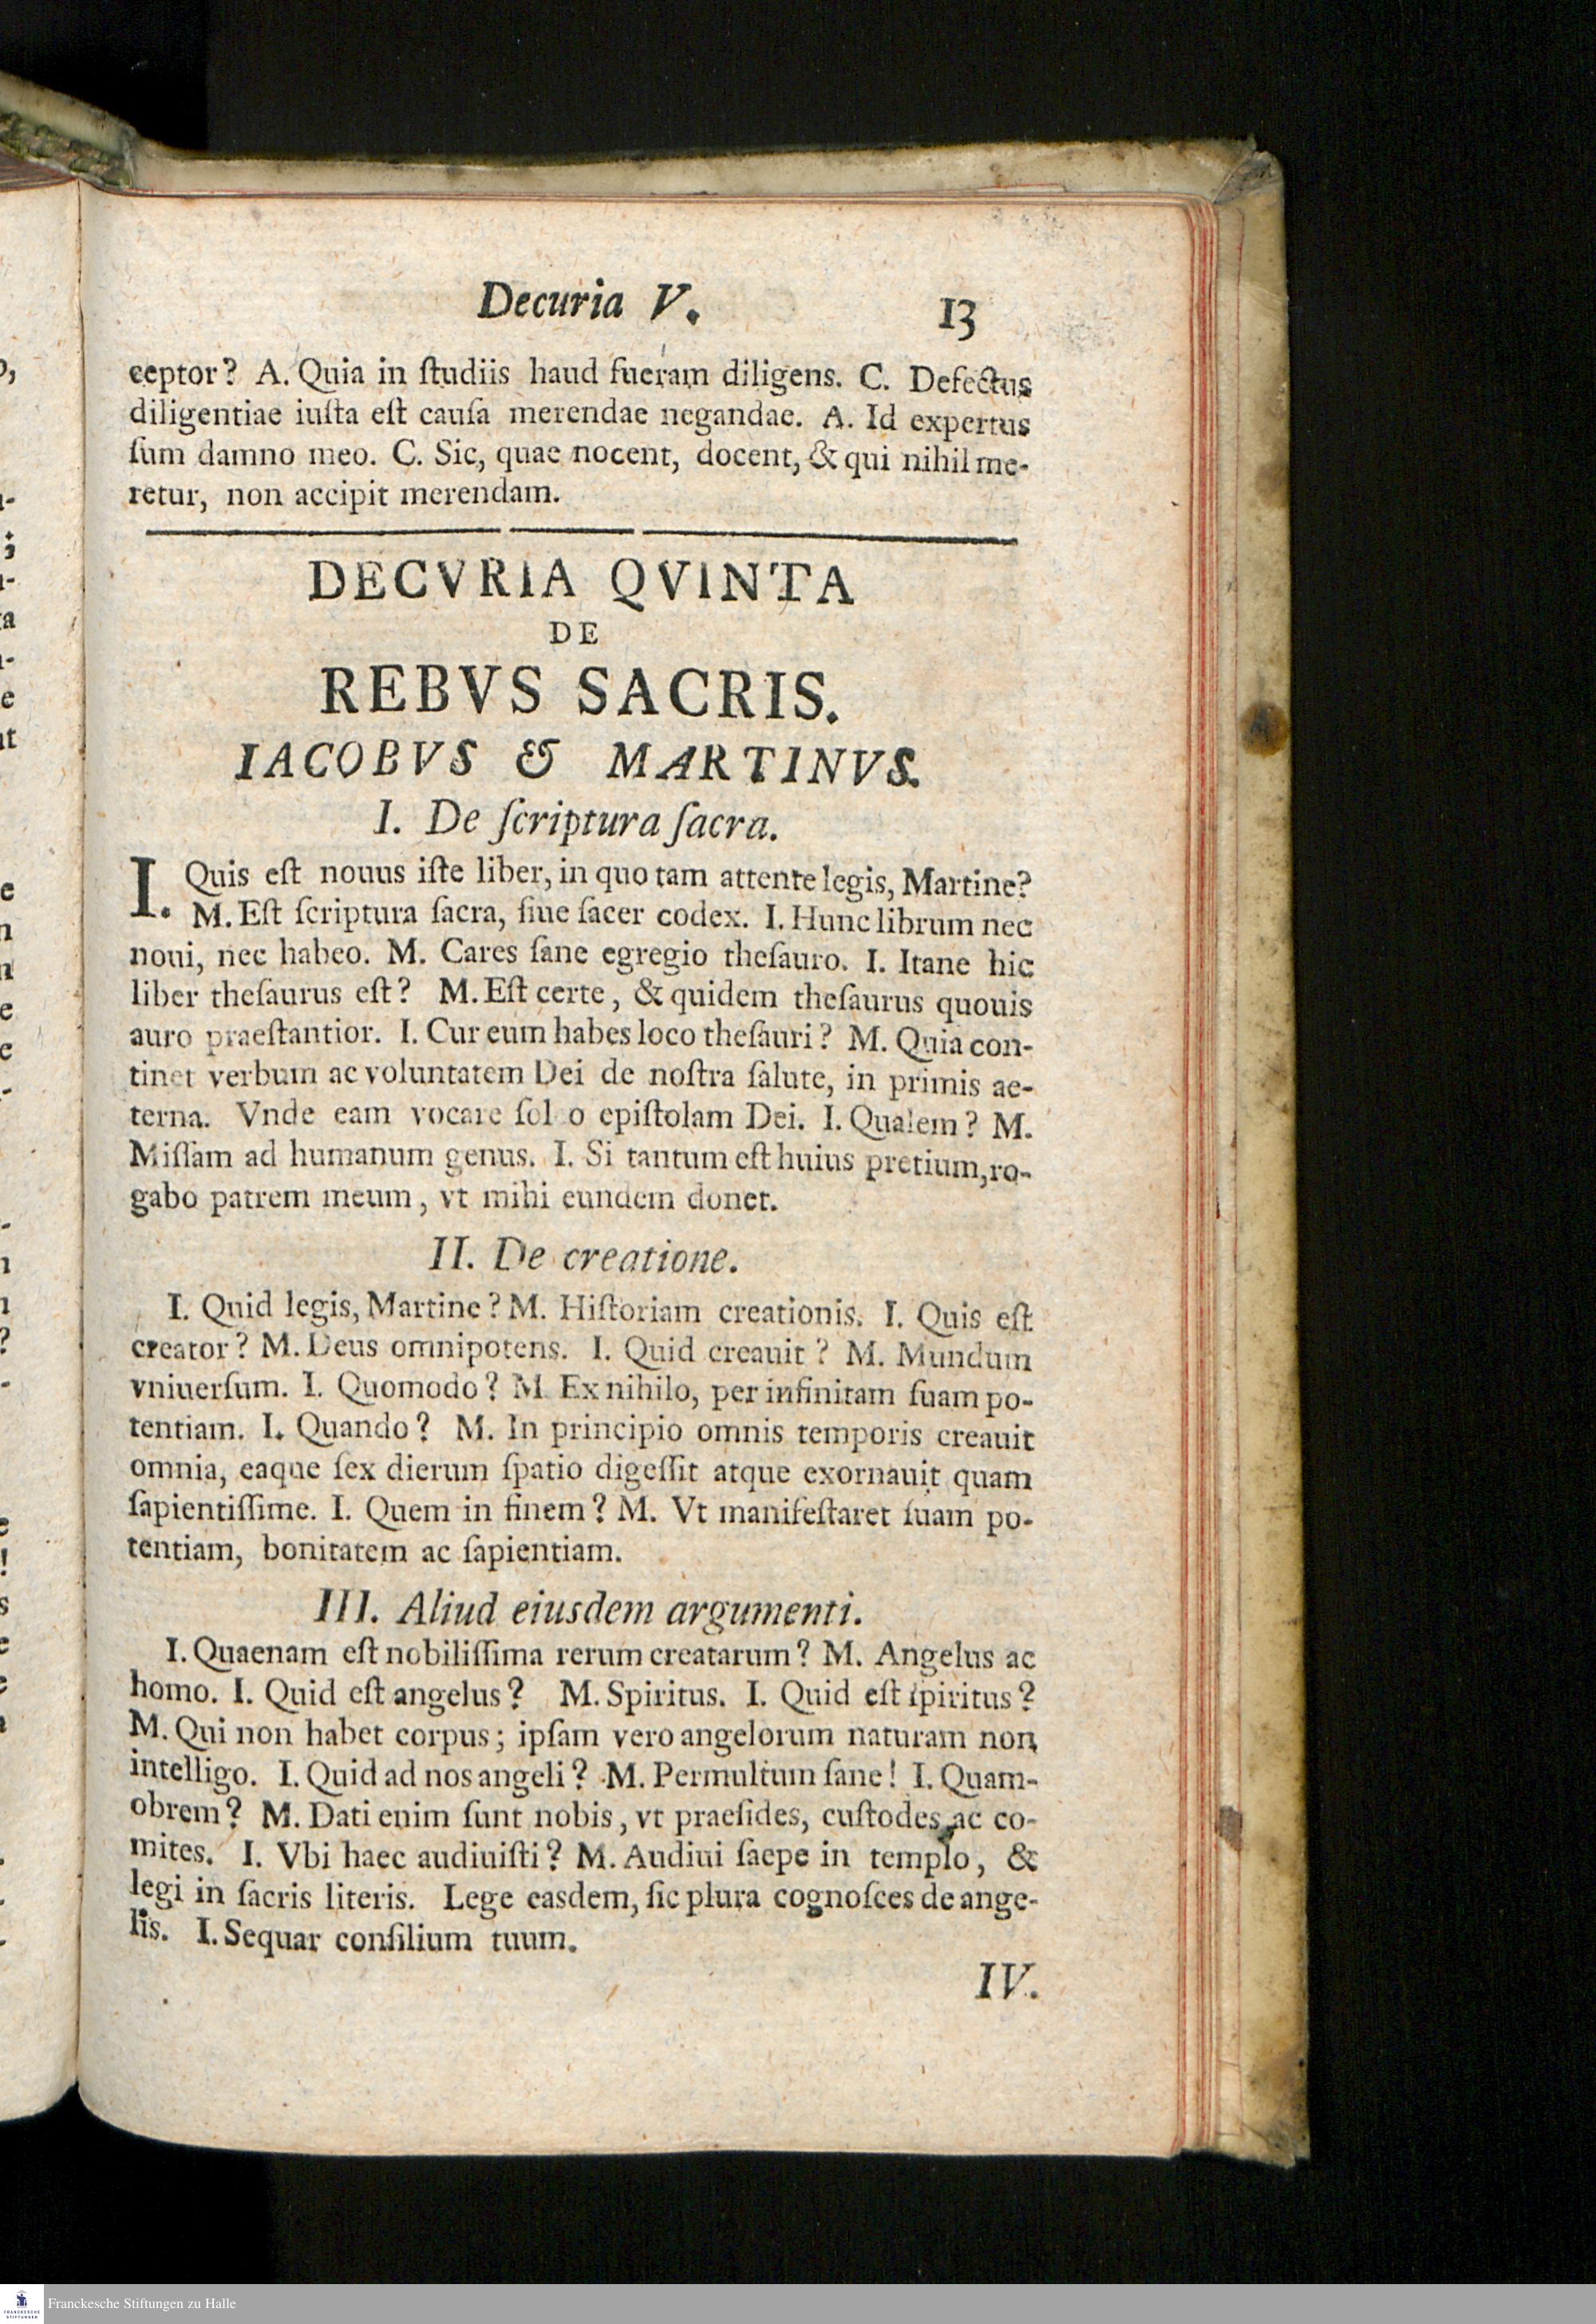 Decuria V. 13
ceptor? A. Quia in ſtudiis haud fueram diligens. C. Defectus
diligentiae iuſta eſt cauſa merendae negandae. A. Id expertus
ſum damno meo. C. Sic, quae nocent, docent, & qui nihil me-
retur, non accipit merendam.
DECVRIA QVINTA
DE
REBVS SACRIS.
IACOBVS & MARTINVS.
I. De ſcriptura ſacra.
I. Quis eſt nouus iſte liber, in quo tam attente legis, Martine?
M. Eſt ſcriptura ſacra, ſiue ſacer codex. I. Hunc librum nec
noui, nec habeo. M. Cares ſane egregio theſauro. I. Itane hic
liber theſaurus eſt? M. Eſt certe, & quidem theſaurus quouis
auro praeſtantior. I. Cur eum habes loco theſauri? M. Quia con-
tinet verbum ac voluntatem Dei de noſtra ſalute, in primis ae-
terna. Vnde eam vocare ſol o epiſtolam Dei. I. Qualem? M.
Miſſam ad humanum genus. I. Si tantum eſt huius pretium, ro-
gabo patrem meum, vt mihi eundem donet.
II. De creatione.
I. Quid legis, Martine? M. Hiſtoriam creationis. I. Quis eſt
creator? M. Deus omnipotens. I. Quid creauit? M. Mundum
vniuerſum. I. Quomodo? M. Ex nihilo, per infinitam ſuam po-
tentiam. I. Quando? M. In principio omnis temporis creauit
omnia, eaque ſex dierum ſpatio digeſſit atque exornauit quam
ſapientiſſime. I. Quem in finem? M. Vt manifeſtaret ſuam po-
tentiam, bonitatem ac ſapientiam.
III. Aliud eiusdem argumenti.
I. Quaenam eſt nobiliſſima rerum creatarum? M. Angelus ac
homo. I. Quid eſt angelus? M. Spiritus. I. Quid eſt ſpiritus?
M. Qui non habet corpus; ipſam vero angelorum naturam non
intelligo. I. Quid ad nos angeli? M. Permultum ſane! I. Quam-
obrem? M. Dati enim ſunt nobis, vt praeſides, cuſtodes ac co-
mites. I. Vbi haec audiuiſti? M. Audiui ſaepe in templo, &
legi in ſacris literis. Lege easdem, ſic plura cognoſces de ange-
lis. I. Sequar conſilium tuum.
IV.
Franckesche Stiftungen zu Halle